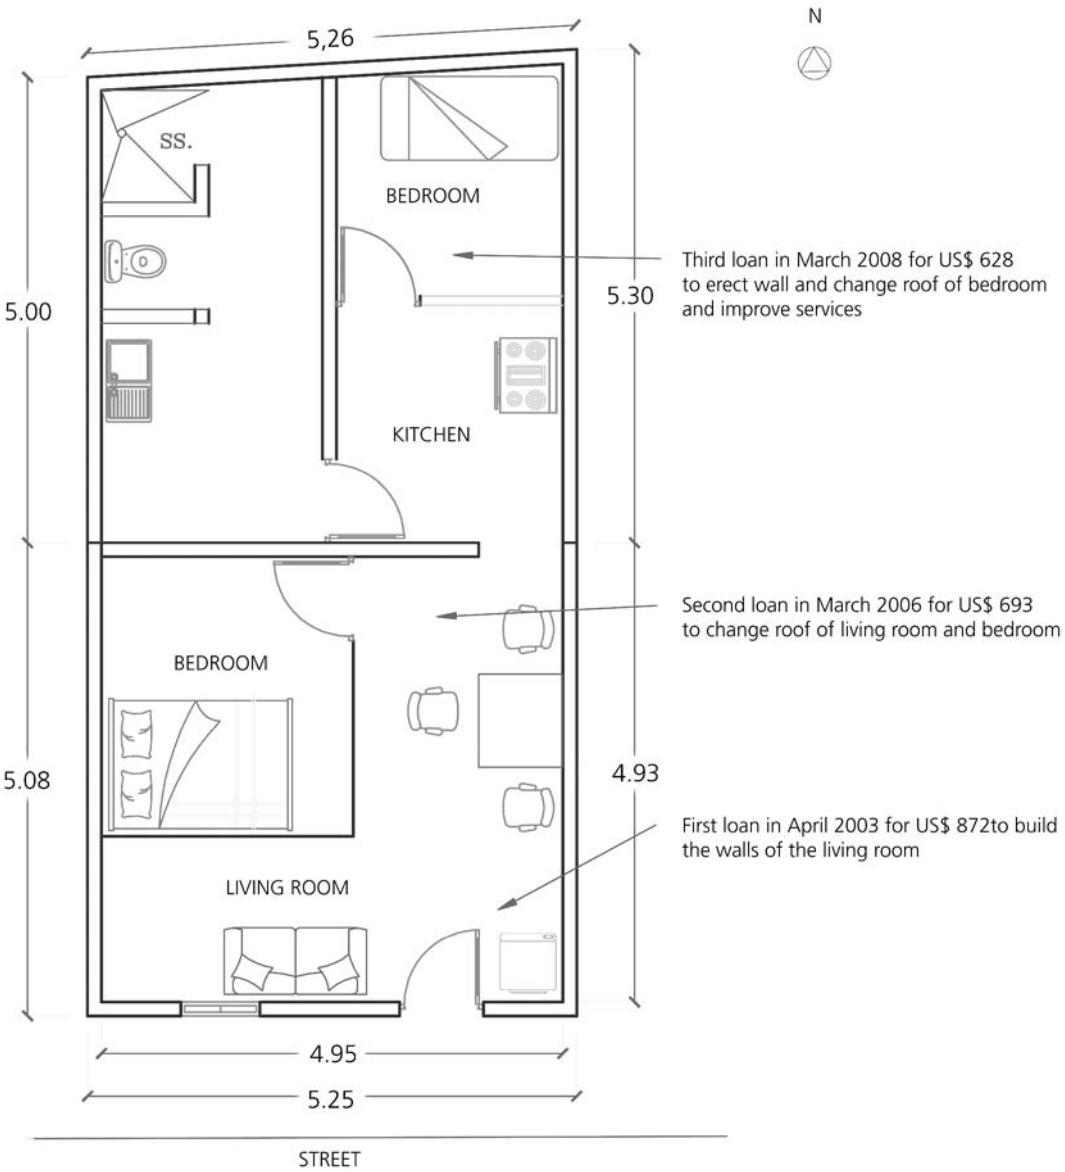 N
5,26
SS.
BEDROOM
Third loan in March 2008 for US$ 628
to erect wall and change roof of bedroom
and improve services
5.00
5.30
KITCHEN
Second loan in March 2006 for US$ 693
to change roof of living room and bedroom
BEDROOM
5.08
4.93
First loan in April 2003 for US$ 872to build
the walls of the living room
LIVING ROOM
4.95
5.25
STREET